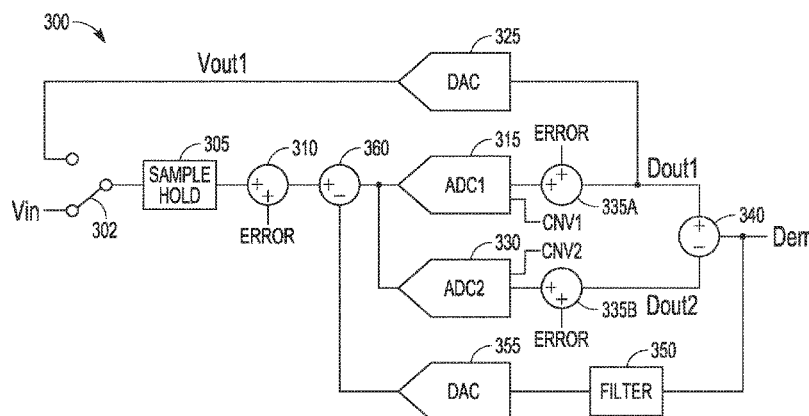 300
325
Vout1
DAC
305
310
360
315
ERROR
SAMPLE
HOLD
ADC1
Dout1
Vin
302
ERROR
CNV1
335A
340
330
CNV2
Derr
ADC2
335B
Dout2
ERROR
355
350
DAC
FILTER